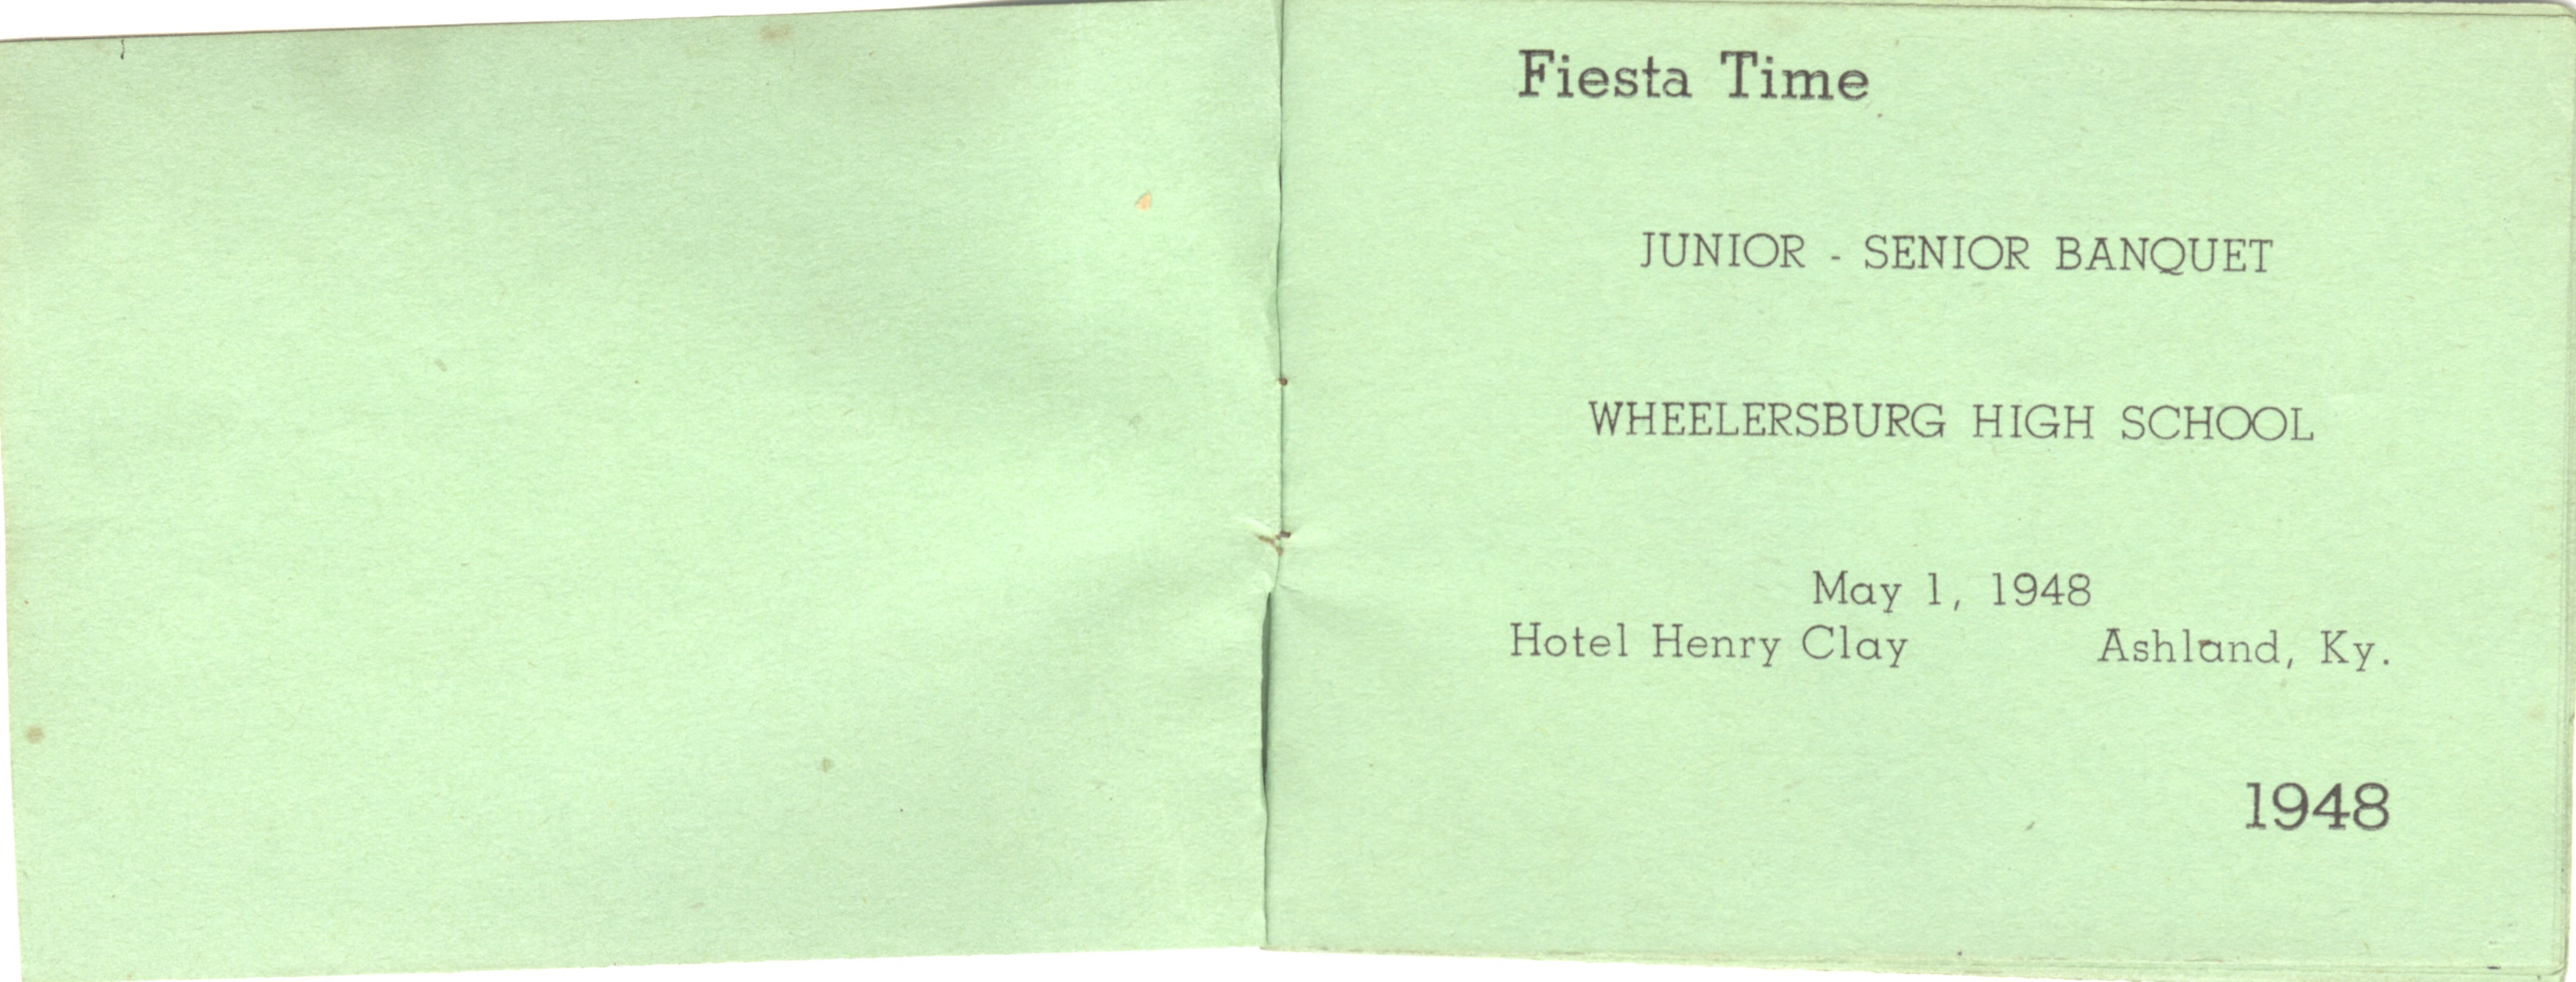 Fiesta Time
JUNIOR - SENIOR BANQUET
WHEELERSBURG HIGH SCHOOL
May 1, 1948
Hotel Henry Clay Ashland, Ky.
1948